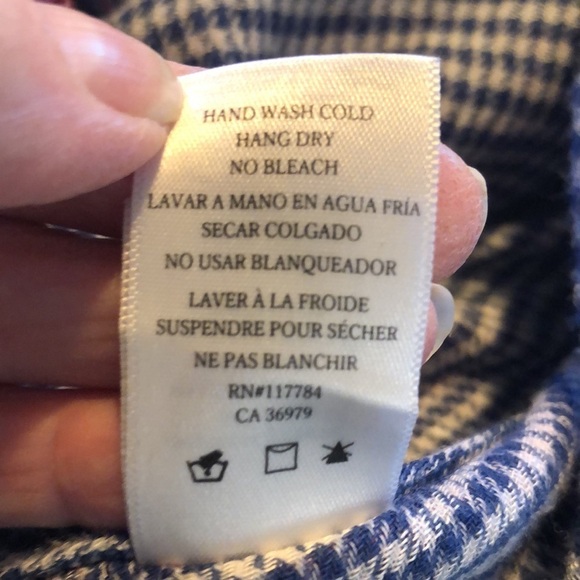 HAND WASH COLD
HANG DRY
NO BLEACH
LAVAR A MANO EN AGUA FRÍA
SECAR COLGADO
NO USAR BLANQUEADOR
LAVER À LA FROIDE
SUSPENDRE POUR SÉCHER
NE PAS BLANCHIR
RN#117784
CA 36979